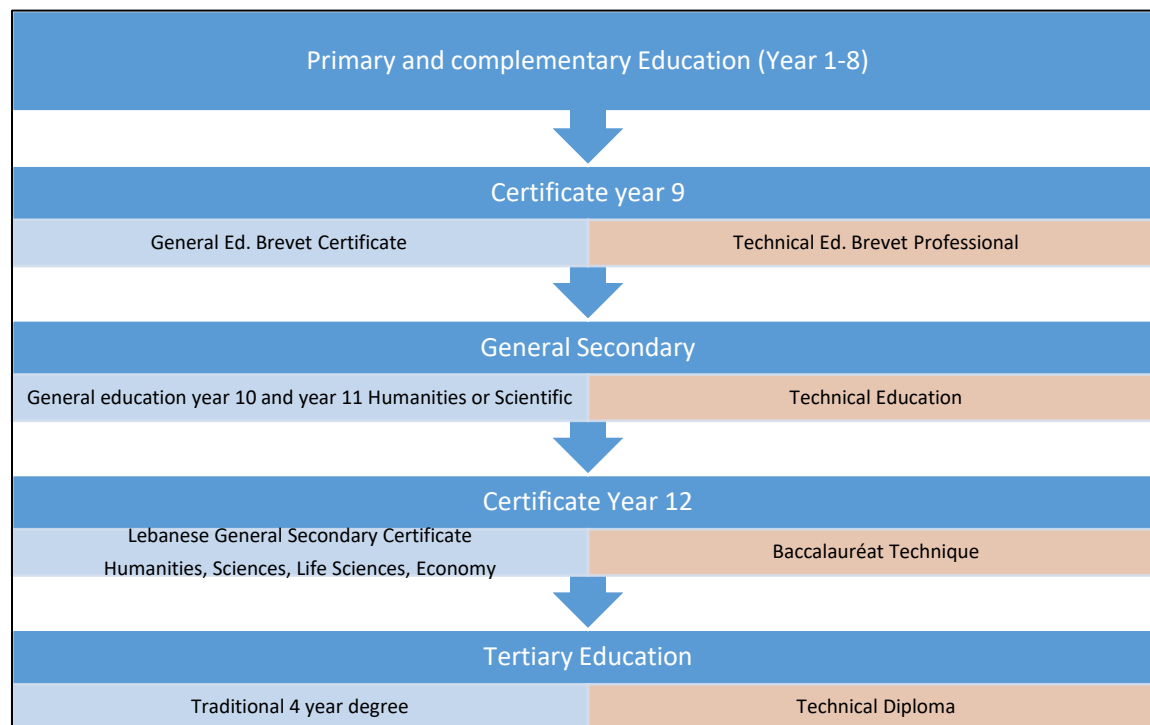 Primary and complementary Education (Year 1-8)
Certificate year 9
General Ed. Brevet Certificate
Technical Ed. Brevet Professional
General Secondary
General education year 10 and year 11 Humanities or Scientific
Technical Education
Certificate Year 12
Lebanese General Secondary Certificate
Humanities, Sciences, Life Sciences, Economy
Baccalauréat Technique
Tertiary Education
Traditional 4 year degree
Technical Diploma